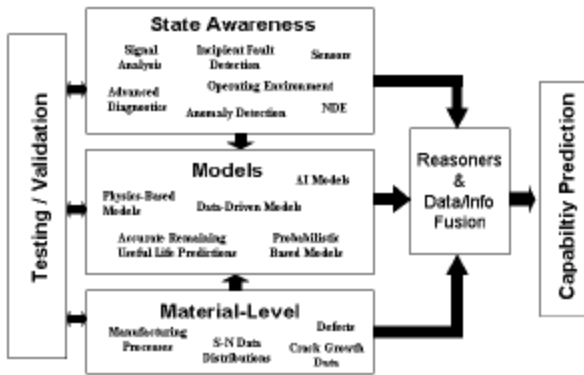 Testing / Validation
State Awareness
Signal
Analysis
Incipient Fault
Detection
Sensors
Advanced
Diagnostics
Operating Environment
Anomaly Detection
NDE
Models
AI Models
Physics-Based
Models
Data-Driven Models
Accurate Remaining
Useful Life Predictions
Probabilistic
Based Models
Material-Level
Manufacturing
Processes
S-N Data
Distributions
Defects
Crack Growth
Data
Reasoners
&
Data/Info
Fusion
Capabiltiy Prediction